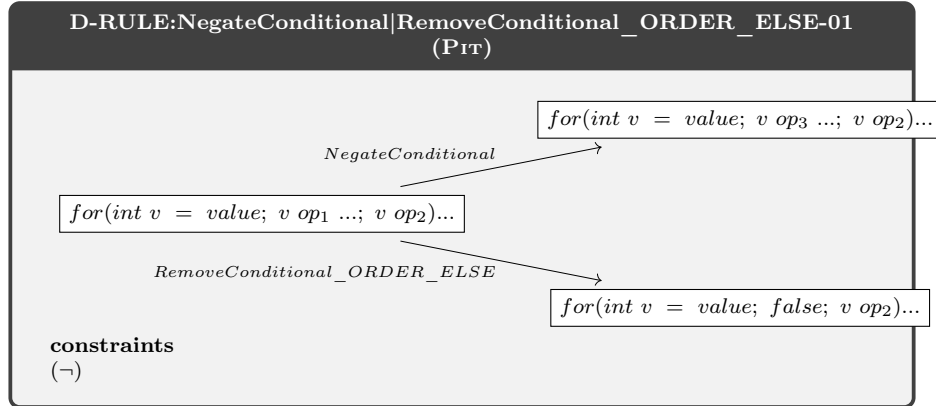 D-RULE:NegateConditional|RemoveConditional_ORDER_ELSE-01
(PIT)
for(int v = value; v op3 ...; v op2)...
NegateConditional
for(int v = value; v op1 ...; v op2)...
RemoveConditional_ORDER_ELSE
for(int v = value; false; v op2)...
constraints
(¬)